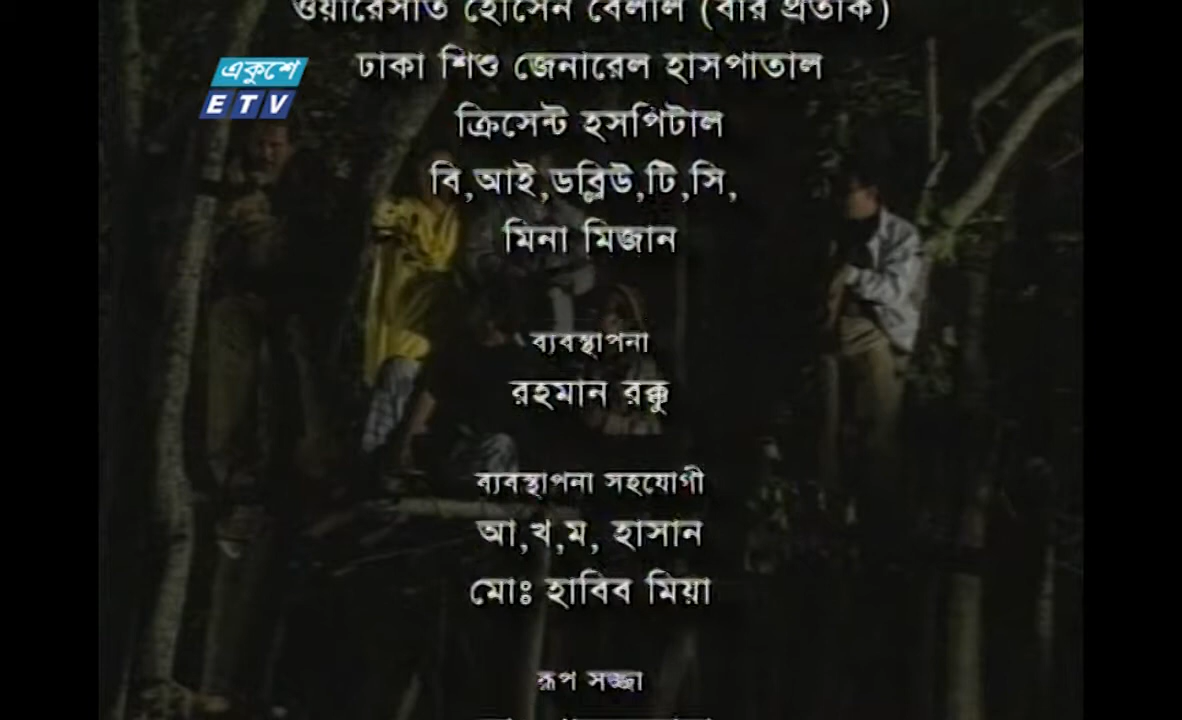 ওয়ারেসাত হোসেন বেলাল (বীর প্রতীক)
একুশে
ETV
ঢাকা শিশু জেনারেল হাসপাতাল
ক্রিসেন্ট হসপিটাল
বি,আই,ডব্লিউ,টি,সি,
মিনা মিজান
ব্যবস্থাপনা
রহমান রক্কু
ব্যবস্থাপনা সহযোগী
আ,খ,ম, হাসান
মোঃ হাবিব মিয়া
রূপ সজ্জা